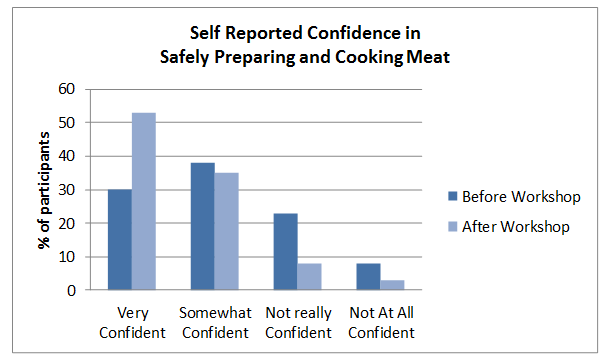 Self Reported Confidence in
Safely Preparing and Cooking Meat
% of participants
60
50
40
30
20
10
0
Very
Confident
Somewhat
Confident
Not really
Confident
Not At All
Confident
Before Workshop
After Workshop